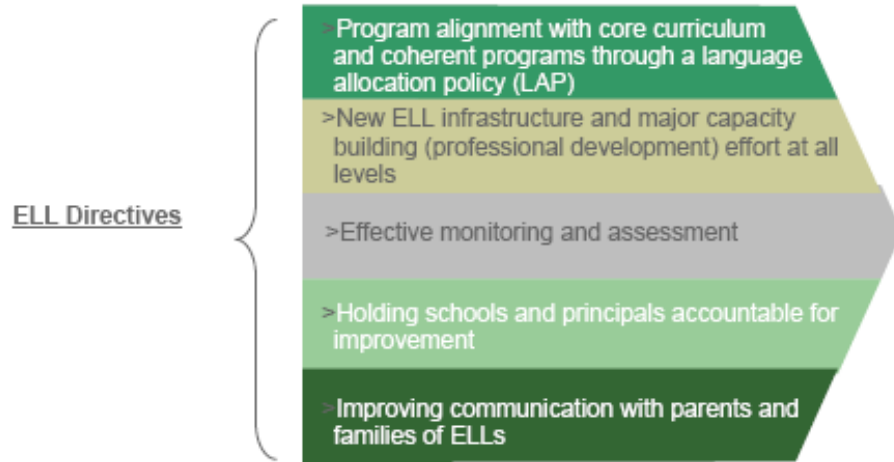 ELL Directives
>Program alignment with core curriculum
and coherent programs through a language
allocation policy (LAP)
>New ELL infrastructure and major capacity
building (professional development) effort at all
levels
>Effective monitoring and assessment
>Holding schools and principals accountable for
improvement
>Improving communication with parents and
families of ELLs